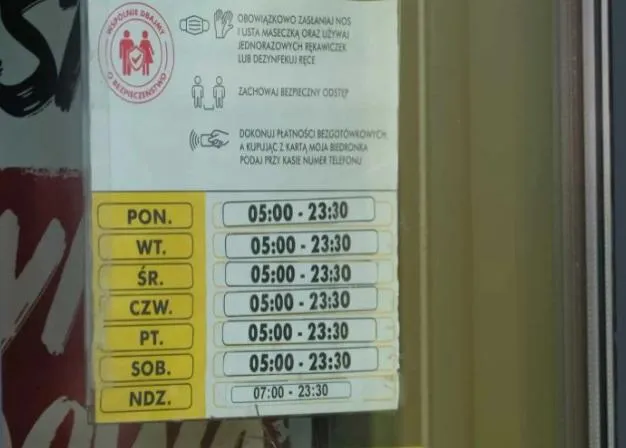 WSPÓLNIE DBAJMY
O BEZPIECZEŃSTWO
OBOWIĄZKOWO ZASŁANIAJ NOS
I USTA MASECZKĄ ORAZ UŻYWAJ
JEDNORAZOWYCH RĘKAWICZEK
LUB DEZYNFEKUJ RĘCE
ZACHOWAJ BEZPIECZNY ODSTĘP
DOKONUJ PŁATNOŚCI BEZGOTÓWKOWYCH,
A KUPUJĄC Z KARTĄ MOJA BIEDRONKA
PODAJ PRZY KASIE NUMER TELEFONU
PON. 05:00 - 23:30
WT. 05:00 - 23:30
ŚR. 05:00 - 23:30
CZW. 05:00 - 23:30
PT. 05:00 - 23:30
SOB. 05:00 - 23:30
NDZ. 07:00 - 23:30